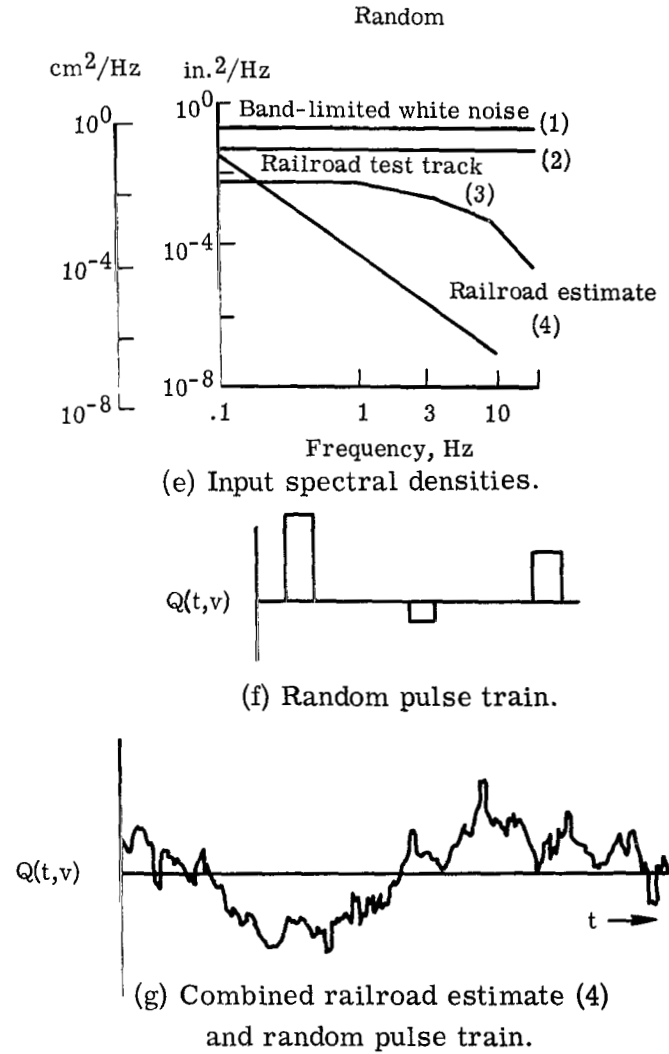 Random
cm²/Hz
in.²/Hz
10⁰
10⁰
Band-limited white noise (1)
(2)
Railroad test track
(3)
10⁻⁴
10⁻⁴
Railroad estimate
(4)
10⁻⁸
10⁻⁸
.1 1 3 10
Frequency, Hz
(e) Input spectral densities.
Q(t,v)
(f) Random pulse train.
Q(t,v)
t
(g) Combined railroad estimate (4)
and random pulse train.